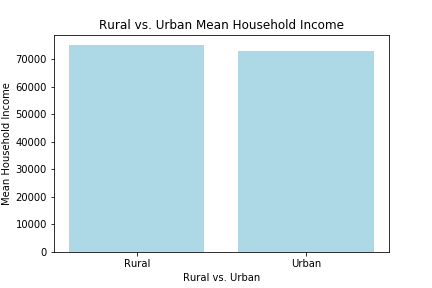 Rural vs. Urban Mean Household Income
Mean Household Income
70000
60000
50000
40000
30000
20000
10000
0
Rural
Urban
Rural vs. Urban